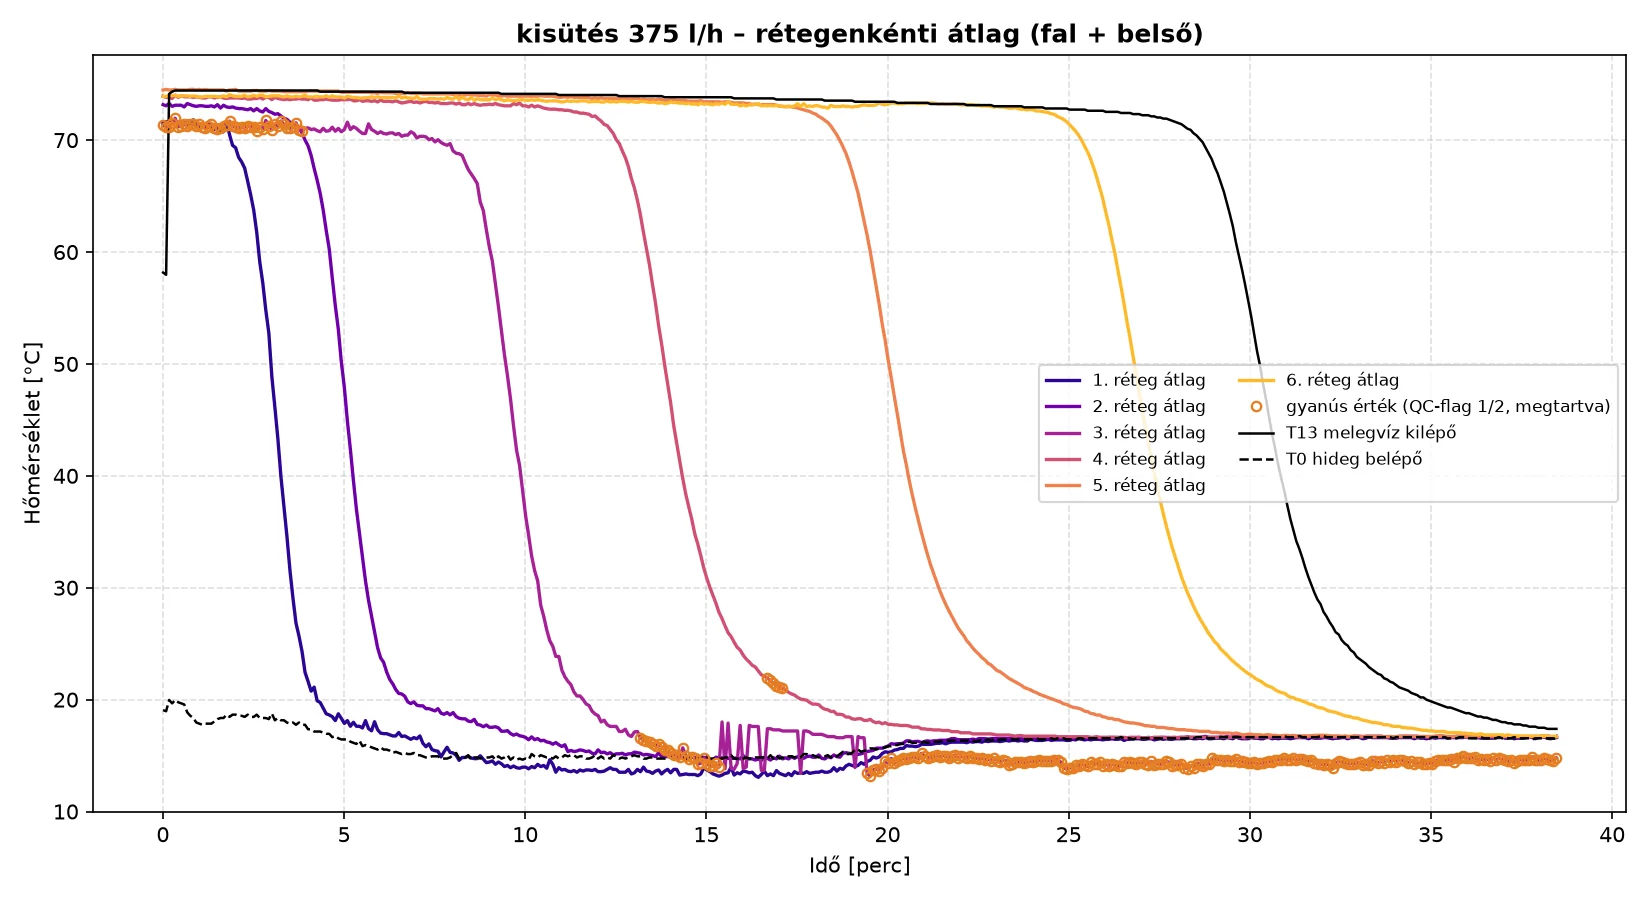 kisütés 375 l/h – rétegenkénti átlag (fal + belső)
Hőmérséklet [°C]
70
60
50
40
30
20
10
1. réteg átlag
2. réteg átlag
3. réteg átlag
4. réteg átlag
5. réteg átlag
6. réteg átlag
gyanús érték (QC-flag 1/2, megtartva)
T13 melegvíz kilépő
T0 hideg belépő
0 5 10 15 20 25 30 35 40
Idő [perc]